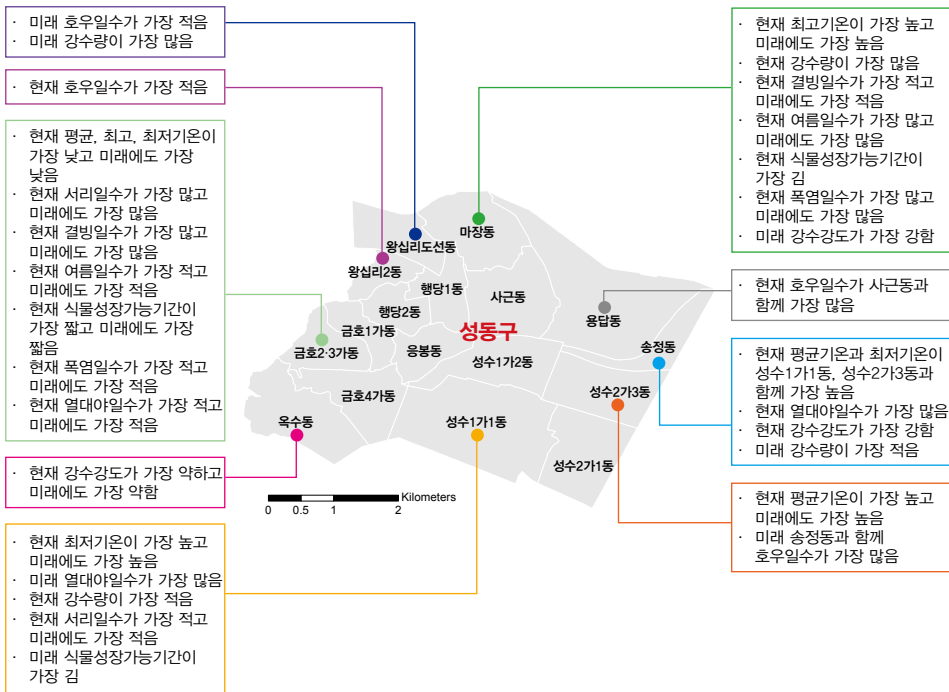 · 미래 호우일수가 가장 적음
· 미래 강수량이 가장 많음
· 현재 호우일수가 가장 적음
· 현재 평균, 최고, 최저기온이
가장 낮고 미래에도 가장
낮음
· 현재 서리일수가 가장 많고
미래에도 가장 많음
· 현재 결빙일수가 가장 많고
미래에도 가장 많음
· 현재 여름일수가 가장 적고
미래에도 가장 적음
· 현재 식물성장가능기간이
가장 짧고 미래에도 가장
짧음
· 현재 폭염일수가 가장 적고
미래에도 가장 적음
· 현재 열대야일수가 가장 적고
미래에도 가장 적음
· 현재 강수강도가 가장 약하고
미래에도 가장 약함
· 현재 최저기온이 가장 높고
미래에도 가장 높음
· 미래 열대야일수가 가장 많음
· 현재 강수량이 가장 적음
· 현재 서리일수가 가장 적고
미래에도 가장 적음
· 미래 식물성장가능기간이
가장 김
마장동
왕십리도선동
왕십리2동
행당1동
사근동
행당2동
용답동
금호1가동
성동구
금호2·3가동
응봉동
송정동
성수1가2동
금호4가동
성수2가3동
옥수동
성수1가1동
성수2가1동
Kilometers
0 0.5 1 2
· 현재 최고기온이 가장 높고
미래에도 가장 높음
· 현재 강수량이 가장 많음
· 현재 결빙일수가 가장 적고
미래에도 가장 적음
· 현재 여름일수가 가장 많고
미래에도 가장 많음
· 현재 식물성장가능기간이
가장 김
· 현재 폭염일수가 가장 많고
미래에도 가장 많음
· 미래 강수강도가 가장 강함
· 현재 호우일수가 사근동과
함께 가장 많음
· 현재 평균기온과 최저기온이
성수1가1동, 성수2가3동과
함께 가장 높음
· 현재 열대야일수가 가장 많음
· 현재 강수강도가 가장 강함
· 미래 강수량이 가장 적음
· 현재 평균기온이 가장 높고
미래에도 가장 높음
· 미래 송정동과 함께
호우일수가 가장 많음